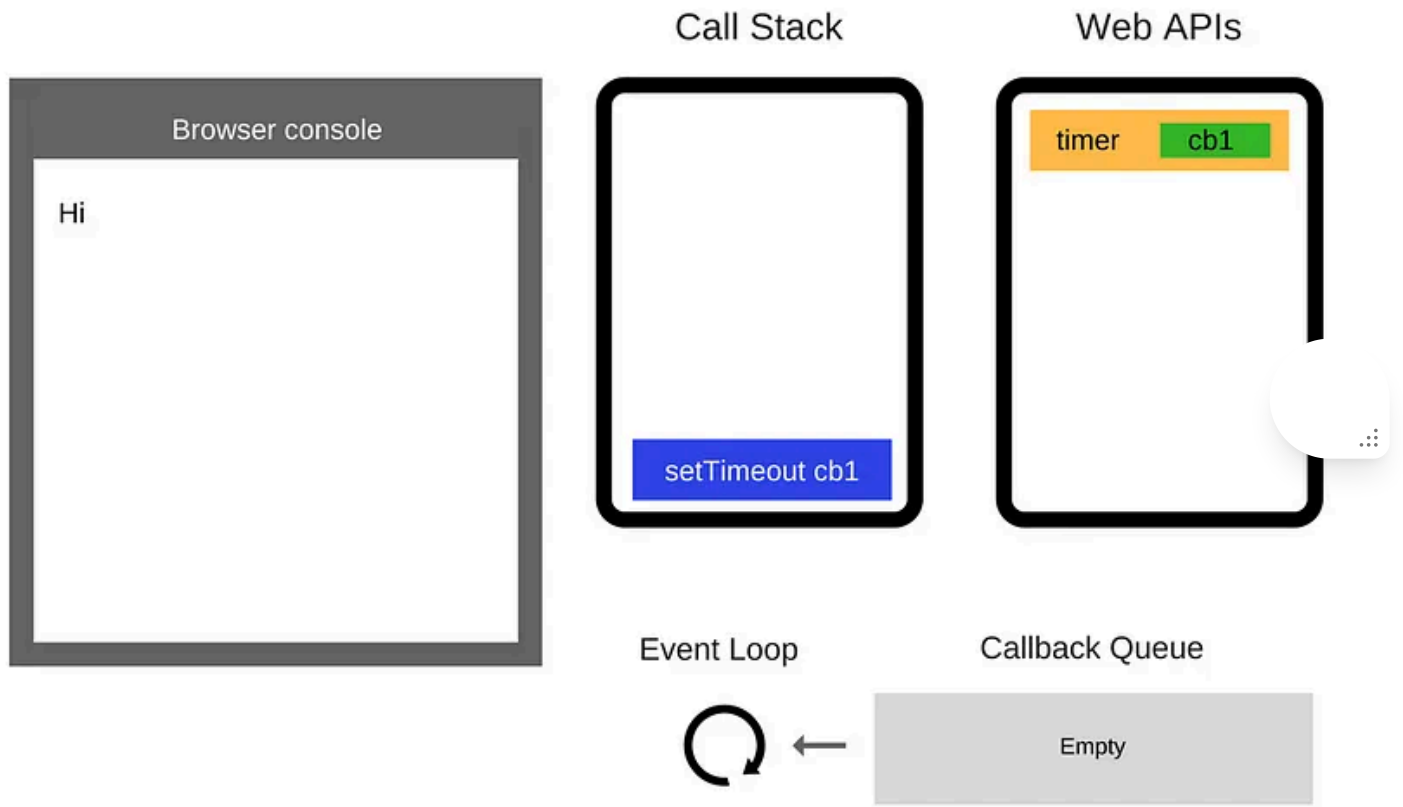 Call Stack
Web APIs
Browser console
Hi
timer
cb1
setTimeout cb1
Event Loop
Callback Queue
Empty